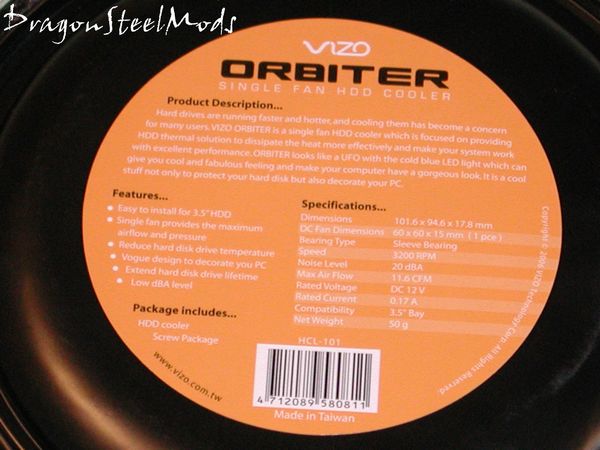 DragonSteelMods
VIZO
ORBITER
SINGLE FAN HDD COOLER
Product Description...
Hard drives are running faster and hotter, and cooling them has become a concern
for many users. VIZO ORBITER is a single fan HDD cooler which is focused on providing
HDD thermal solution to dissipate the heat more effectively and make your system work
with excellent performance. ORBITER looks like a UFO with the cold blue LED light which can
give you cool and fabulous feeling and make your computer have a gorgeous look. It is a cool
stuff not only to protect your hard disk but also decorate your PC.
Features...
Easy to install for 3.5" HDD
Single fan provides the maximum
airflow and pressure
Reduce hard disk drive temperature
Vogue design to decorate you PC
Extend hard disk drive lifetime
Low dBA level
Package includes...
HDD cooler
Screw Package
www.vizo.com.tw
Specifications...
Dimensions 101.6 x 94.6 x 17.8 mm
DC Fan Dimensions 60 x 60 x 15 mm ( 1 pce )
Bearing Type Sleeve Bearing
Speed 3200 RPM
Noise Level 20 dBA
Max Air Flow 11.6 CFM
Rated Voltage DC 12 V
Rated Current 0.17 A
Compatibility 3.5" Bay
Net Weight 50 g
HCL-101
4 712089 580811
Made in Taiwan
Copyright © VIZO Technology Corp. All Rights Reserved.